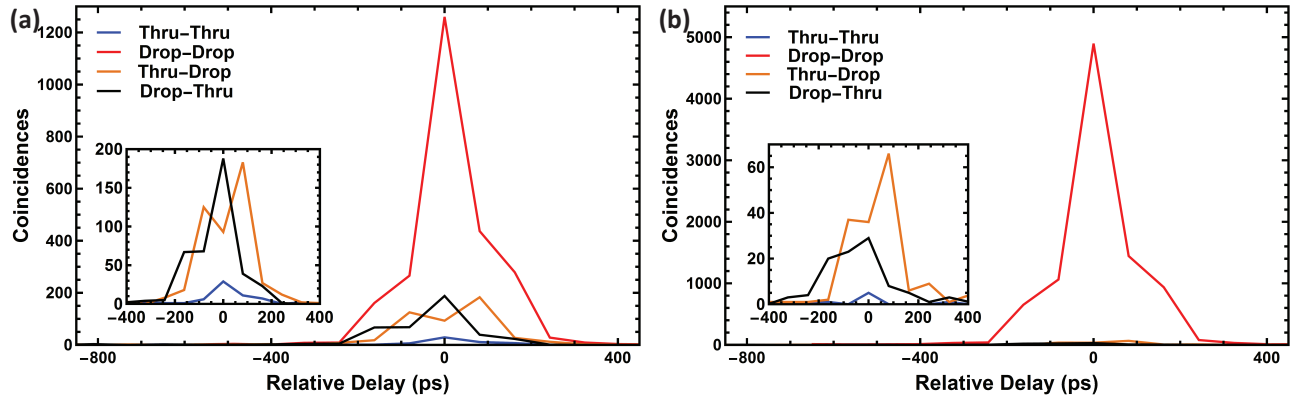 (a)
1200
1000
800
600
400
200
0
Coincidences
Thru−Thru
Drop−Drop
Thru−Drop
Drop−Thru
200
150
100
50
0
−400 −200 0 200 400
−800 −400 0 400
Relative Delay (ps)
(b)
5000
4000
3000
2000
1000
0
Coincidences
Thru−Thru
Drop−Drop
Thru−Drop
Drop−Thru
60
40
20
0
−400 −200 0 200 400
−800 −400 0 400
Relative Delay (ps)